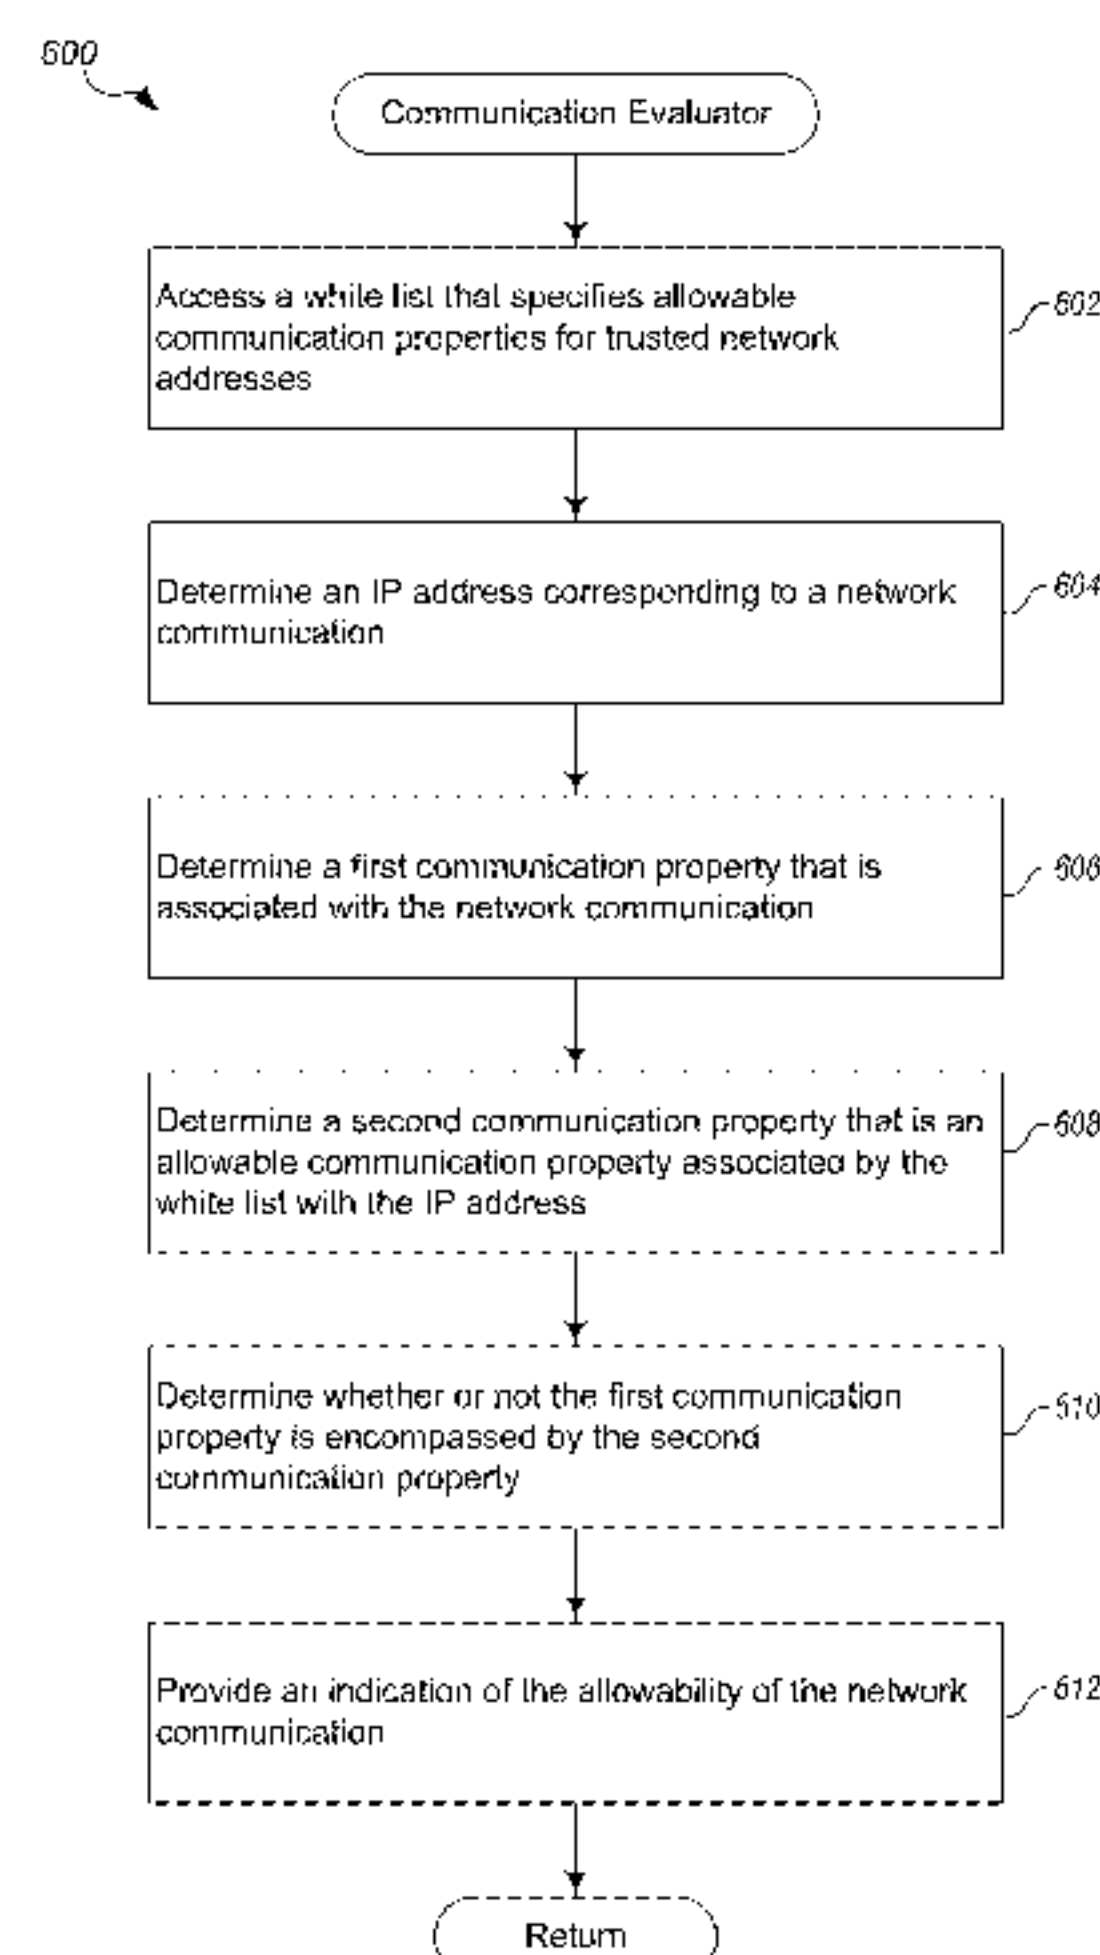 600
Communication Evaluator
Access a white list that specifies allowable
communication properties for trusted network
addresses
602
Determine an IP address corresponding to a network
communication
604
Determine a first communication property that is
associated with the network communication
606
Determine a second communication property that is an
allowable communication property associated by the
white list with the IP address
608
Determine whether or not the first communication
property is encompassed by the second
communication property
610
Provide an indication of the allowability of the network
communication
612
Return